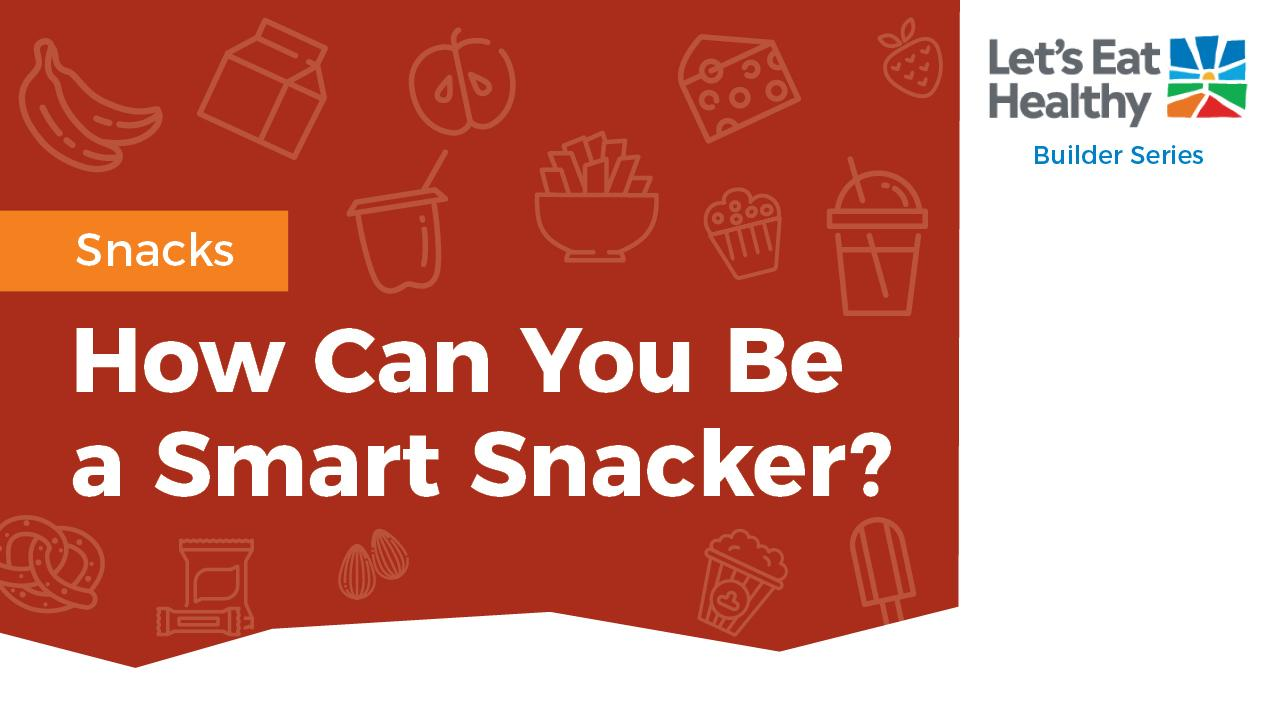 Let's Eat
Healthy
Builder Series
Snacks
How Can You Be
a Smart Snacker?